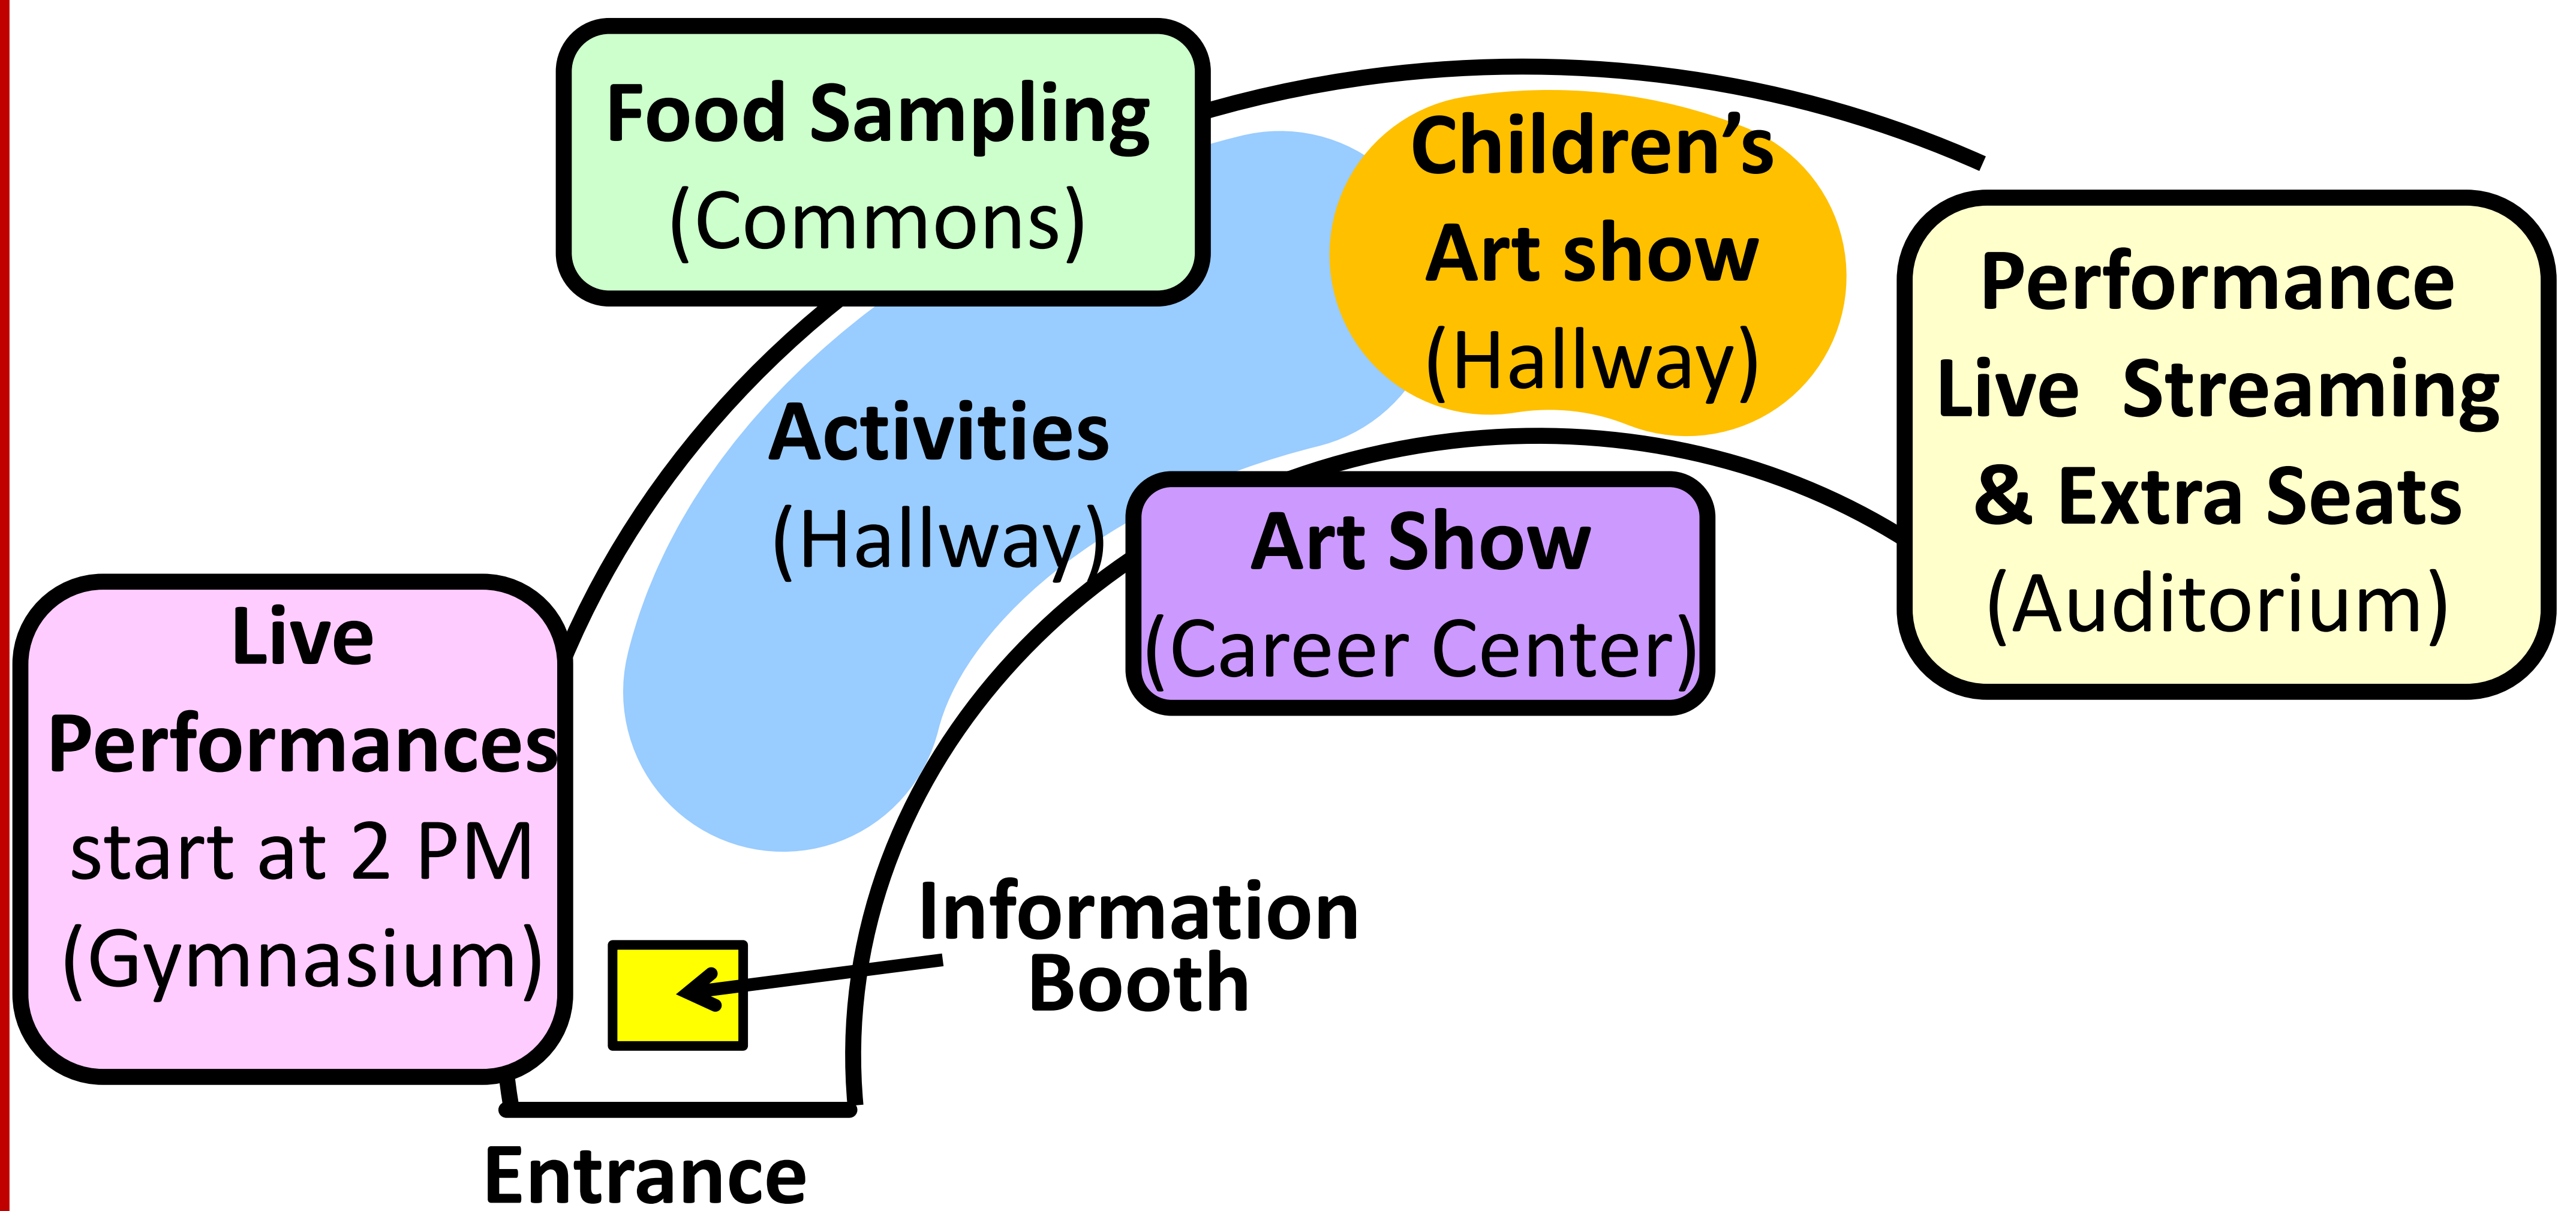 Food Sampling
(Commons)
Children’s
Art show
(Hallway)
Performance
Live  Streaming
& Extra Seats
(Auditorium)
Activities
(Hallway)
Art Show
(Career Center)
Live
Performances
start at 2 PM
(Gymnasium)
Information
Booth
Entrance